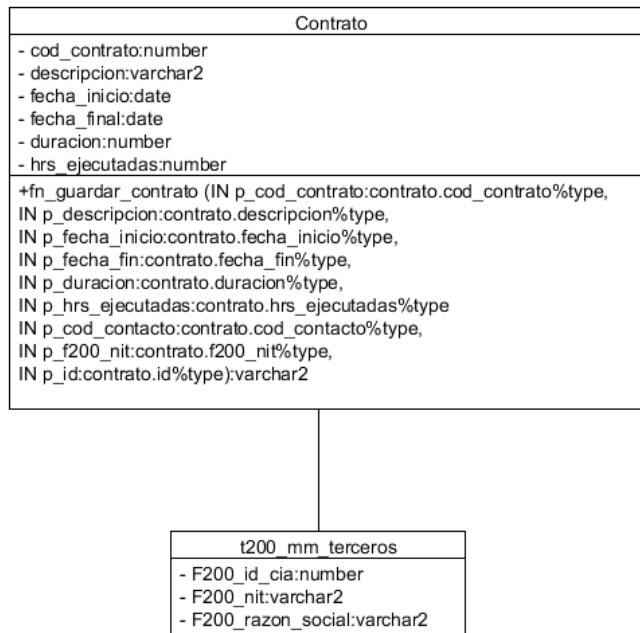 Contrato
- cod_contrato:number
- descripcion:varchar2
- fecha_inicio:date
- fecha_final:date
- duracion:number
- hrs_ejecutadas:number
+fn_guardar_contrato (IN p_cod_contrato:contrato.cod_contrato%type,
IN p_descripcion:contrato.descripcion%type,
IN p_fecha_inicio:contrato.fecha_inicio%type,
IN p_fecha_fin:contrato.fecha_fin%type,
IN p_duracion:contrato.duracion%type,
IN p_hrs_ejecutadas:contrato.hrs_ejecutadas%type
IN p_cod_contacto:contrato.cod_contacto%type,
IN p_f200_nit:contrato.f200_nit%type,
IN p_id:contrato.id%type):varchar2
t200_mm_terceros
- F200_id_cia:number
- F200_nit:varchar2
- F200_razon_social:varchar2